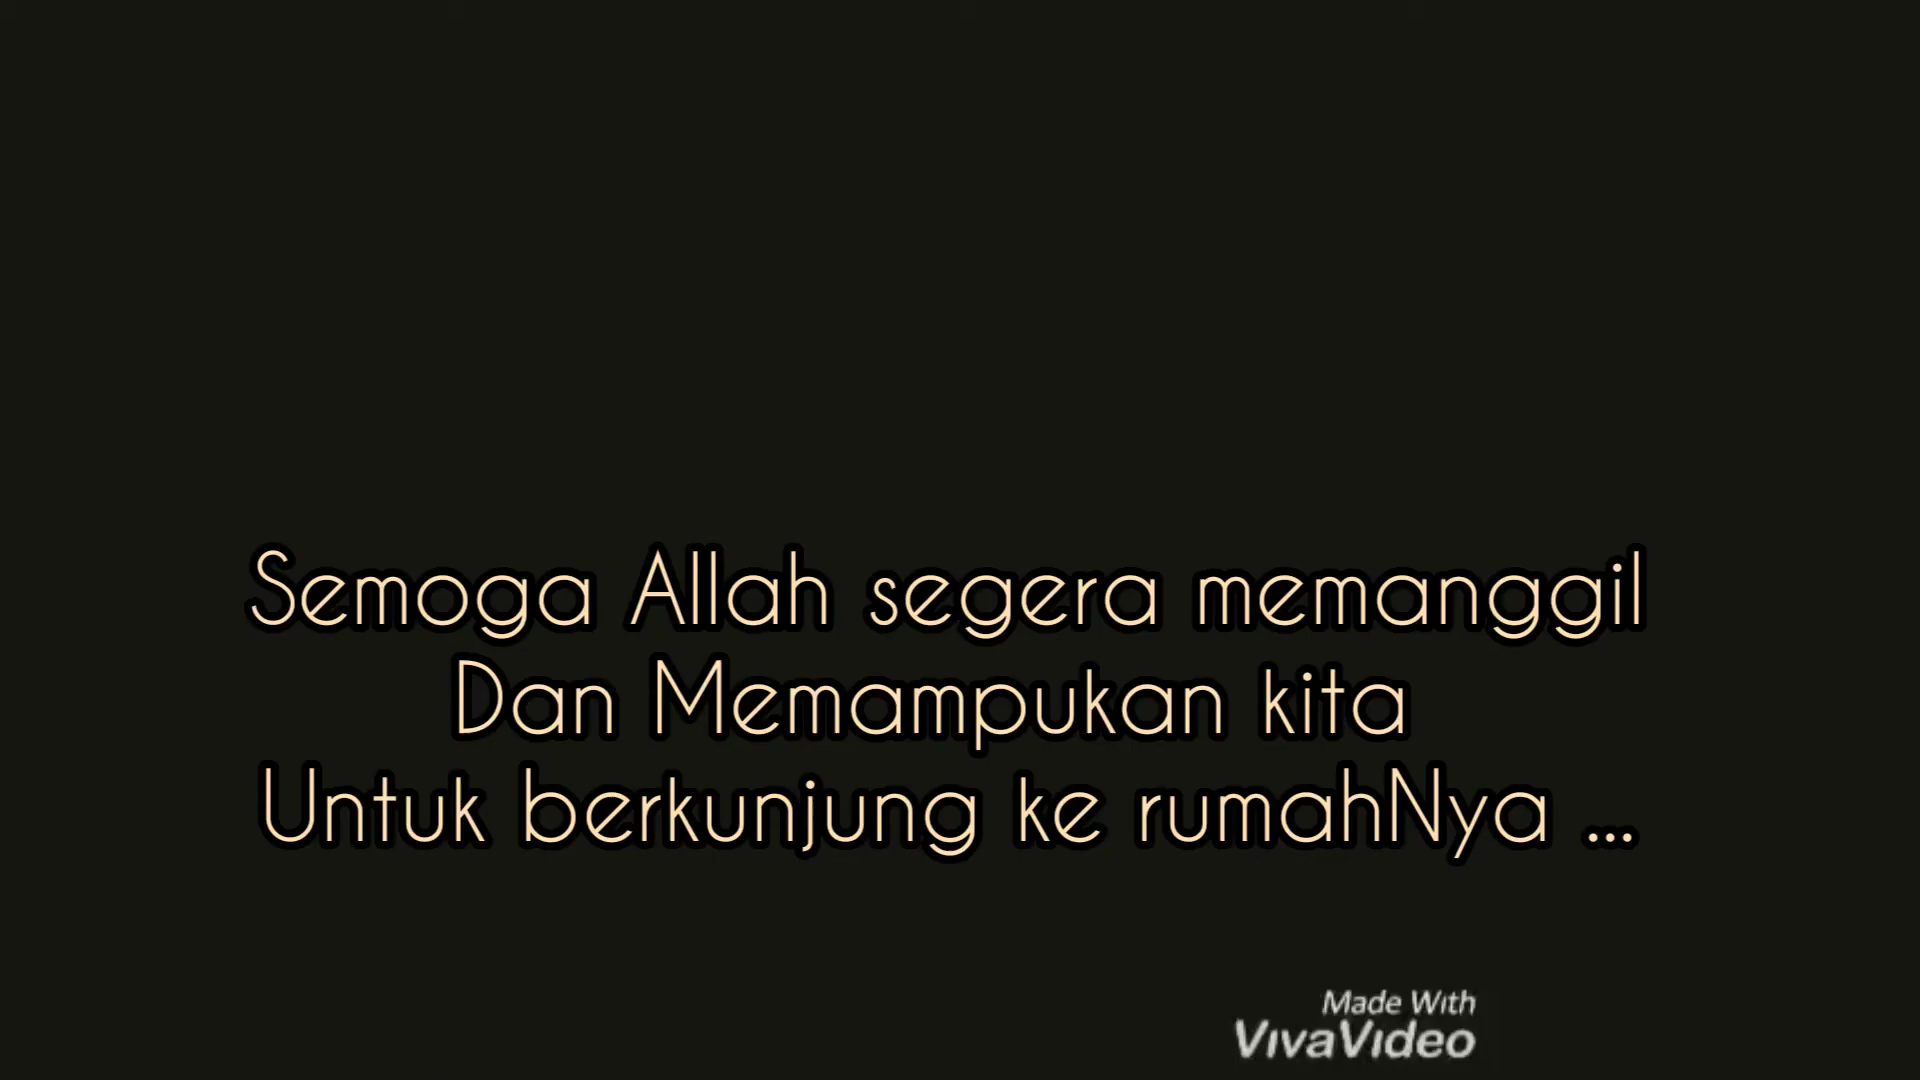 Semoga Allah segera memanggil
Dan Memampukan kita
Untuk berkunjung ke rumahNya ...
Made With
VivaVideo